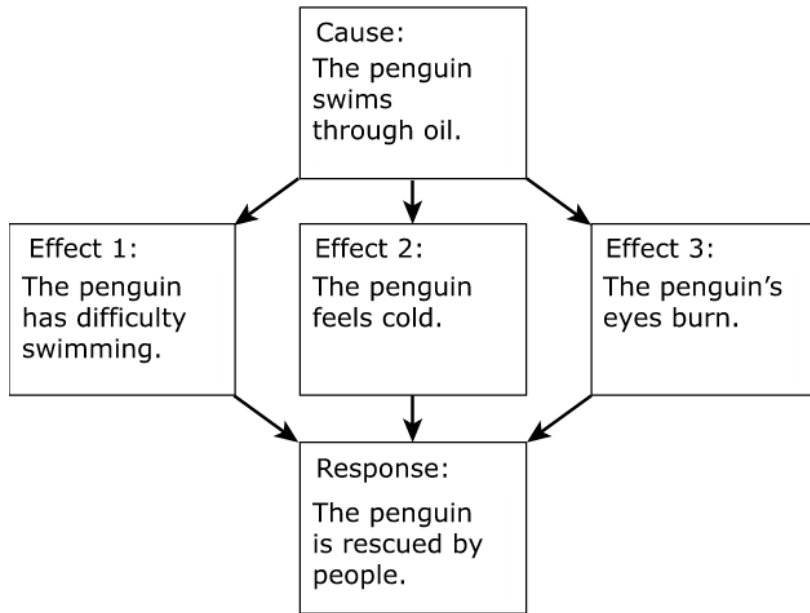 Cause:
The penguin
swims
through oil.
Effect 1:
The penguin
has difficulty
swimming.
Effect 2:
The penguin
feels cold.
Effect 3:
The penguin’s
eyes burn.
Response:
The penguin
is rescued by
people.